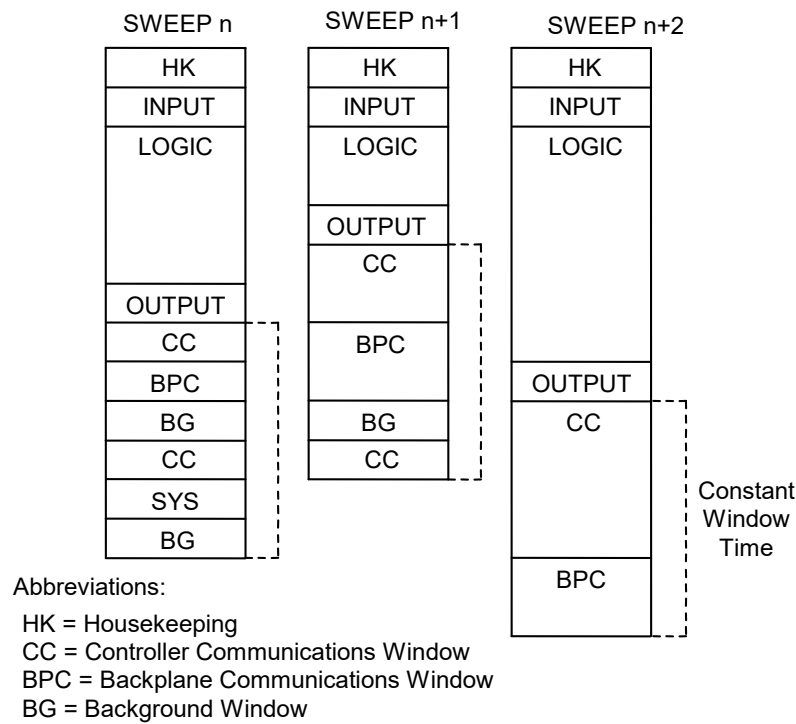 SWEEP n
HK
INPUT
LOGIC
OUTPUT
CC
BPC
BG
CC
SYS
BG
SWEEP n+1
HK
INPUT
LOGIC
OUTPUT
CC
BPC
BG
CC
SWEEP n+2
HK
INPUT
LOGIC
OUTPUT
CC
BPC
Constant
Window
Time
Abbreviations:
HK = Housekeeping
CC = Controller Communications Window
BPC = Backplane Communications Window
BG = Background Window